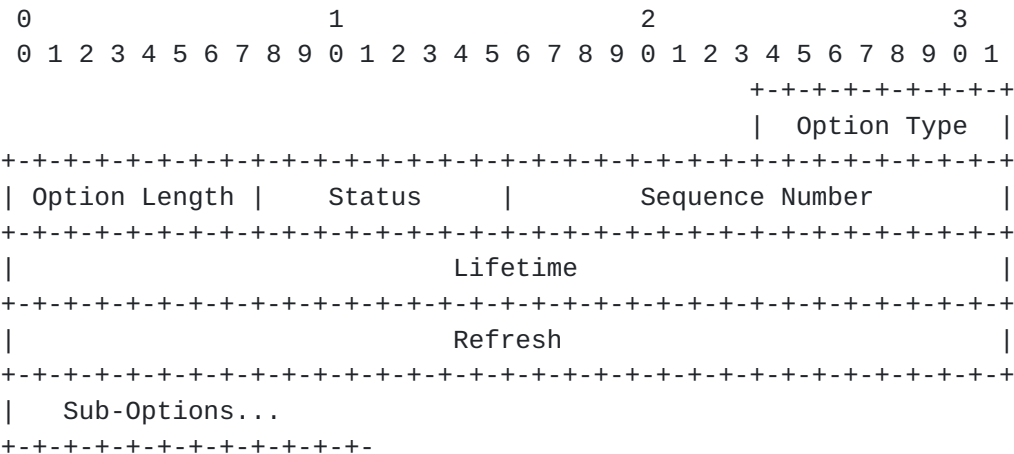 0                   1                   2                   3
 0 1 2 3 4 5 6 7 8 9 0 1 2 3 4 5 6 7 8 9 0 1 2 3 4 5 6 7 8 9 0 1
                                                +-+-+-+-+-+-+-+-+
                                                |  Option Type  |
+-+-+-+-+-+-+-+-+-+-+-+-+-+-+-+-+-+-+-+-+-+-+-+-+-+-+-+-+-+-+-+-+
| Option Length |    Status     |        Sequence Number        |
+-+-+-+-+-+-+-+-+-+-+-+-+-+-+-+-+-+-+-+-+-+-+-+-+-+-+-+-+-+-+-+-+
|                            Lifetime                           |
+-+-+-+-+-+-+-+-+-+-+-+-+-+-+-+-+-+-+-+-+-+-+-+-+-+-+-+-+-+-+-+-+
|                            Refresh                            |
+-+-+-+-+-+-+-+-+-+-+-+-+-+-+-+-+-+-+-+-+-+-+-+-+-+-+-+-+-+-+-+-+
|   Sub-Options...
+-+-+-+-+-+-+-+-+-+-+-+-